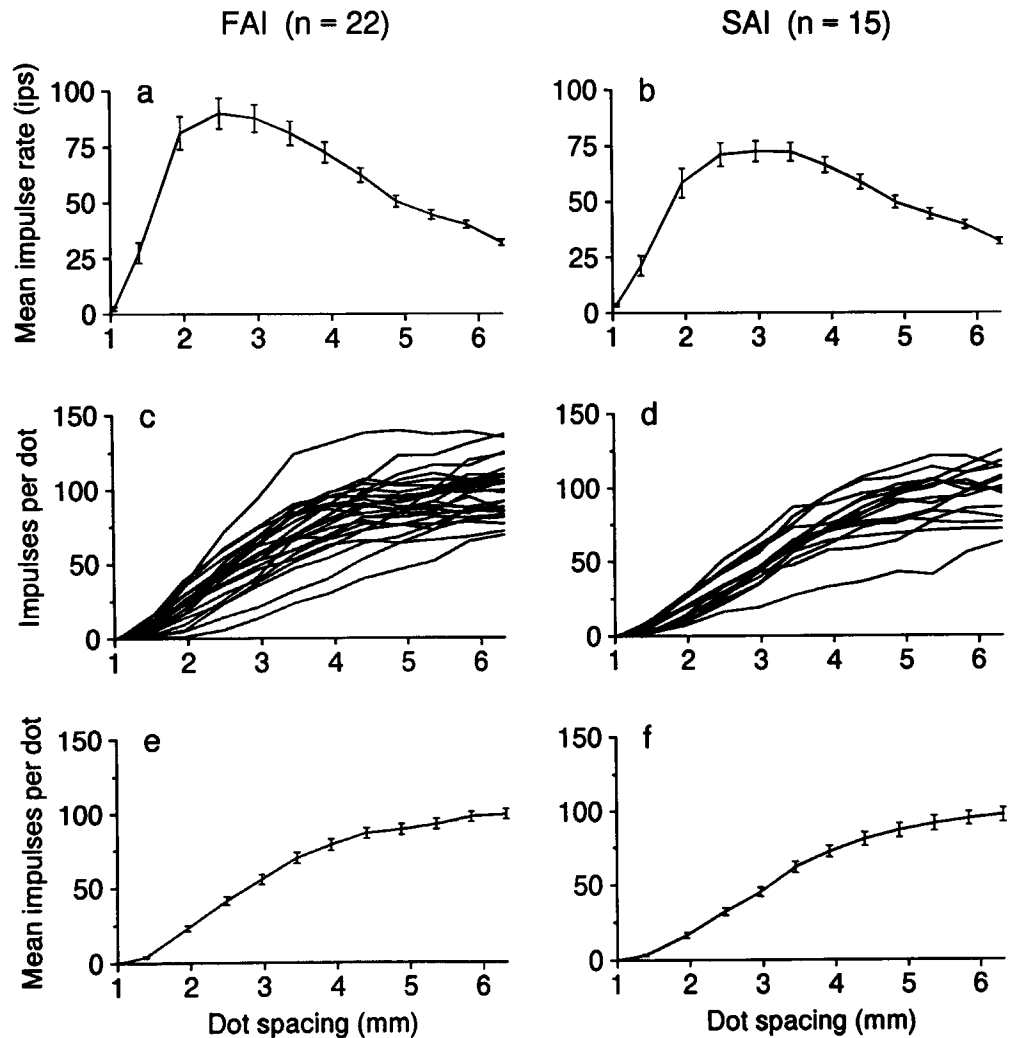 FAI (n = 22)
SAI (n = 15)
Mean impulse rate (ips)
100
75
50
25
0
a
1 2 3 4 5 6
100
75
50
25
0
b
1 2 3 4 5 6
Impulses per dot
150
100
50
0
c
1 2 3 4 5 6
150
100
50
0
d
1 2 3 4 5 6
Mean impulses per dot
150
100
50
0
e
1 2 3 4 5 6
Dot spacing (mm)
150
100
50
0
f
1 2 3 4 5 6
Dot spacing (mm)